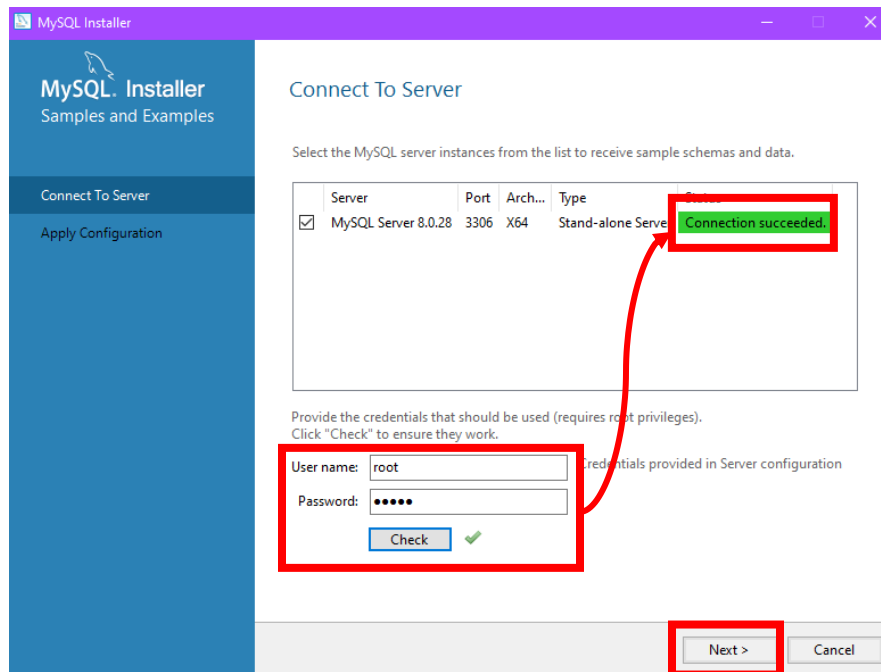 MySQL Installer
MySQL. Installer
Samples and Examples
Connect To Server
Apply Configuration
Connect To Server
Select the MySQL server instances from the list to receive sample schemas and data.
Server Port Arch... Type Status
MySQL Server 8.0.28 3306 X64 Stand-alone Serve Connection succeeded.
Provide the credentials that should be used (requires root privileges).
Click "Check" to ensure they work.
User name: root Credentials provided in Server configuration
Password: •••••
Check
Next > Cancel